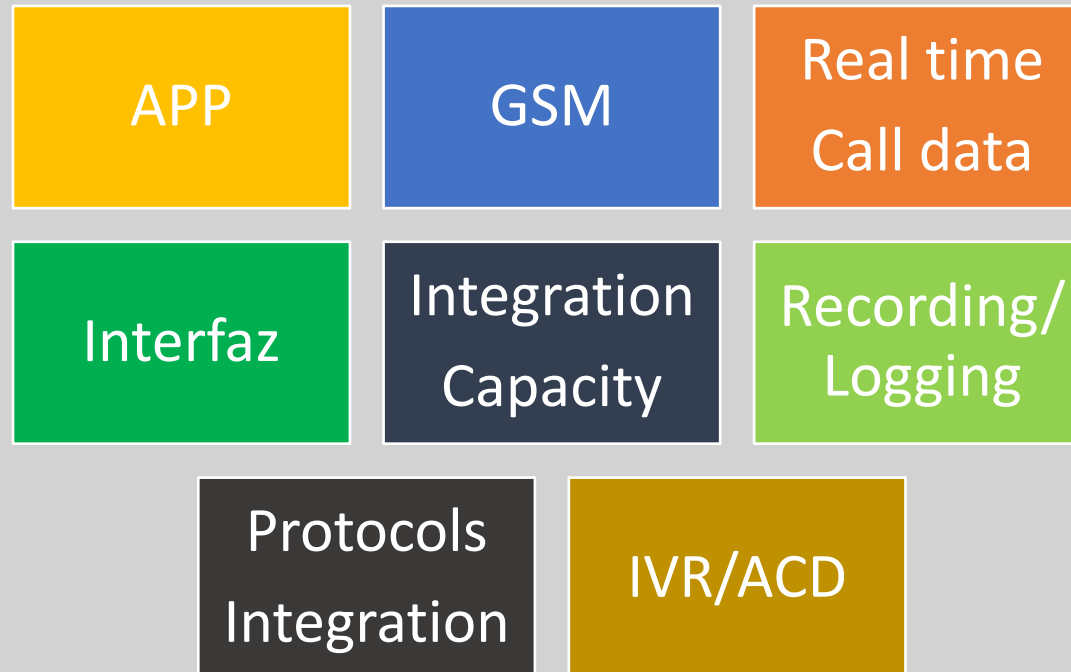 APP
GSM
Real time
Call data
Interfaz
Integration
Capacity
Recording/
Logging
Protocols
Integration
IVR/ACD